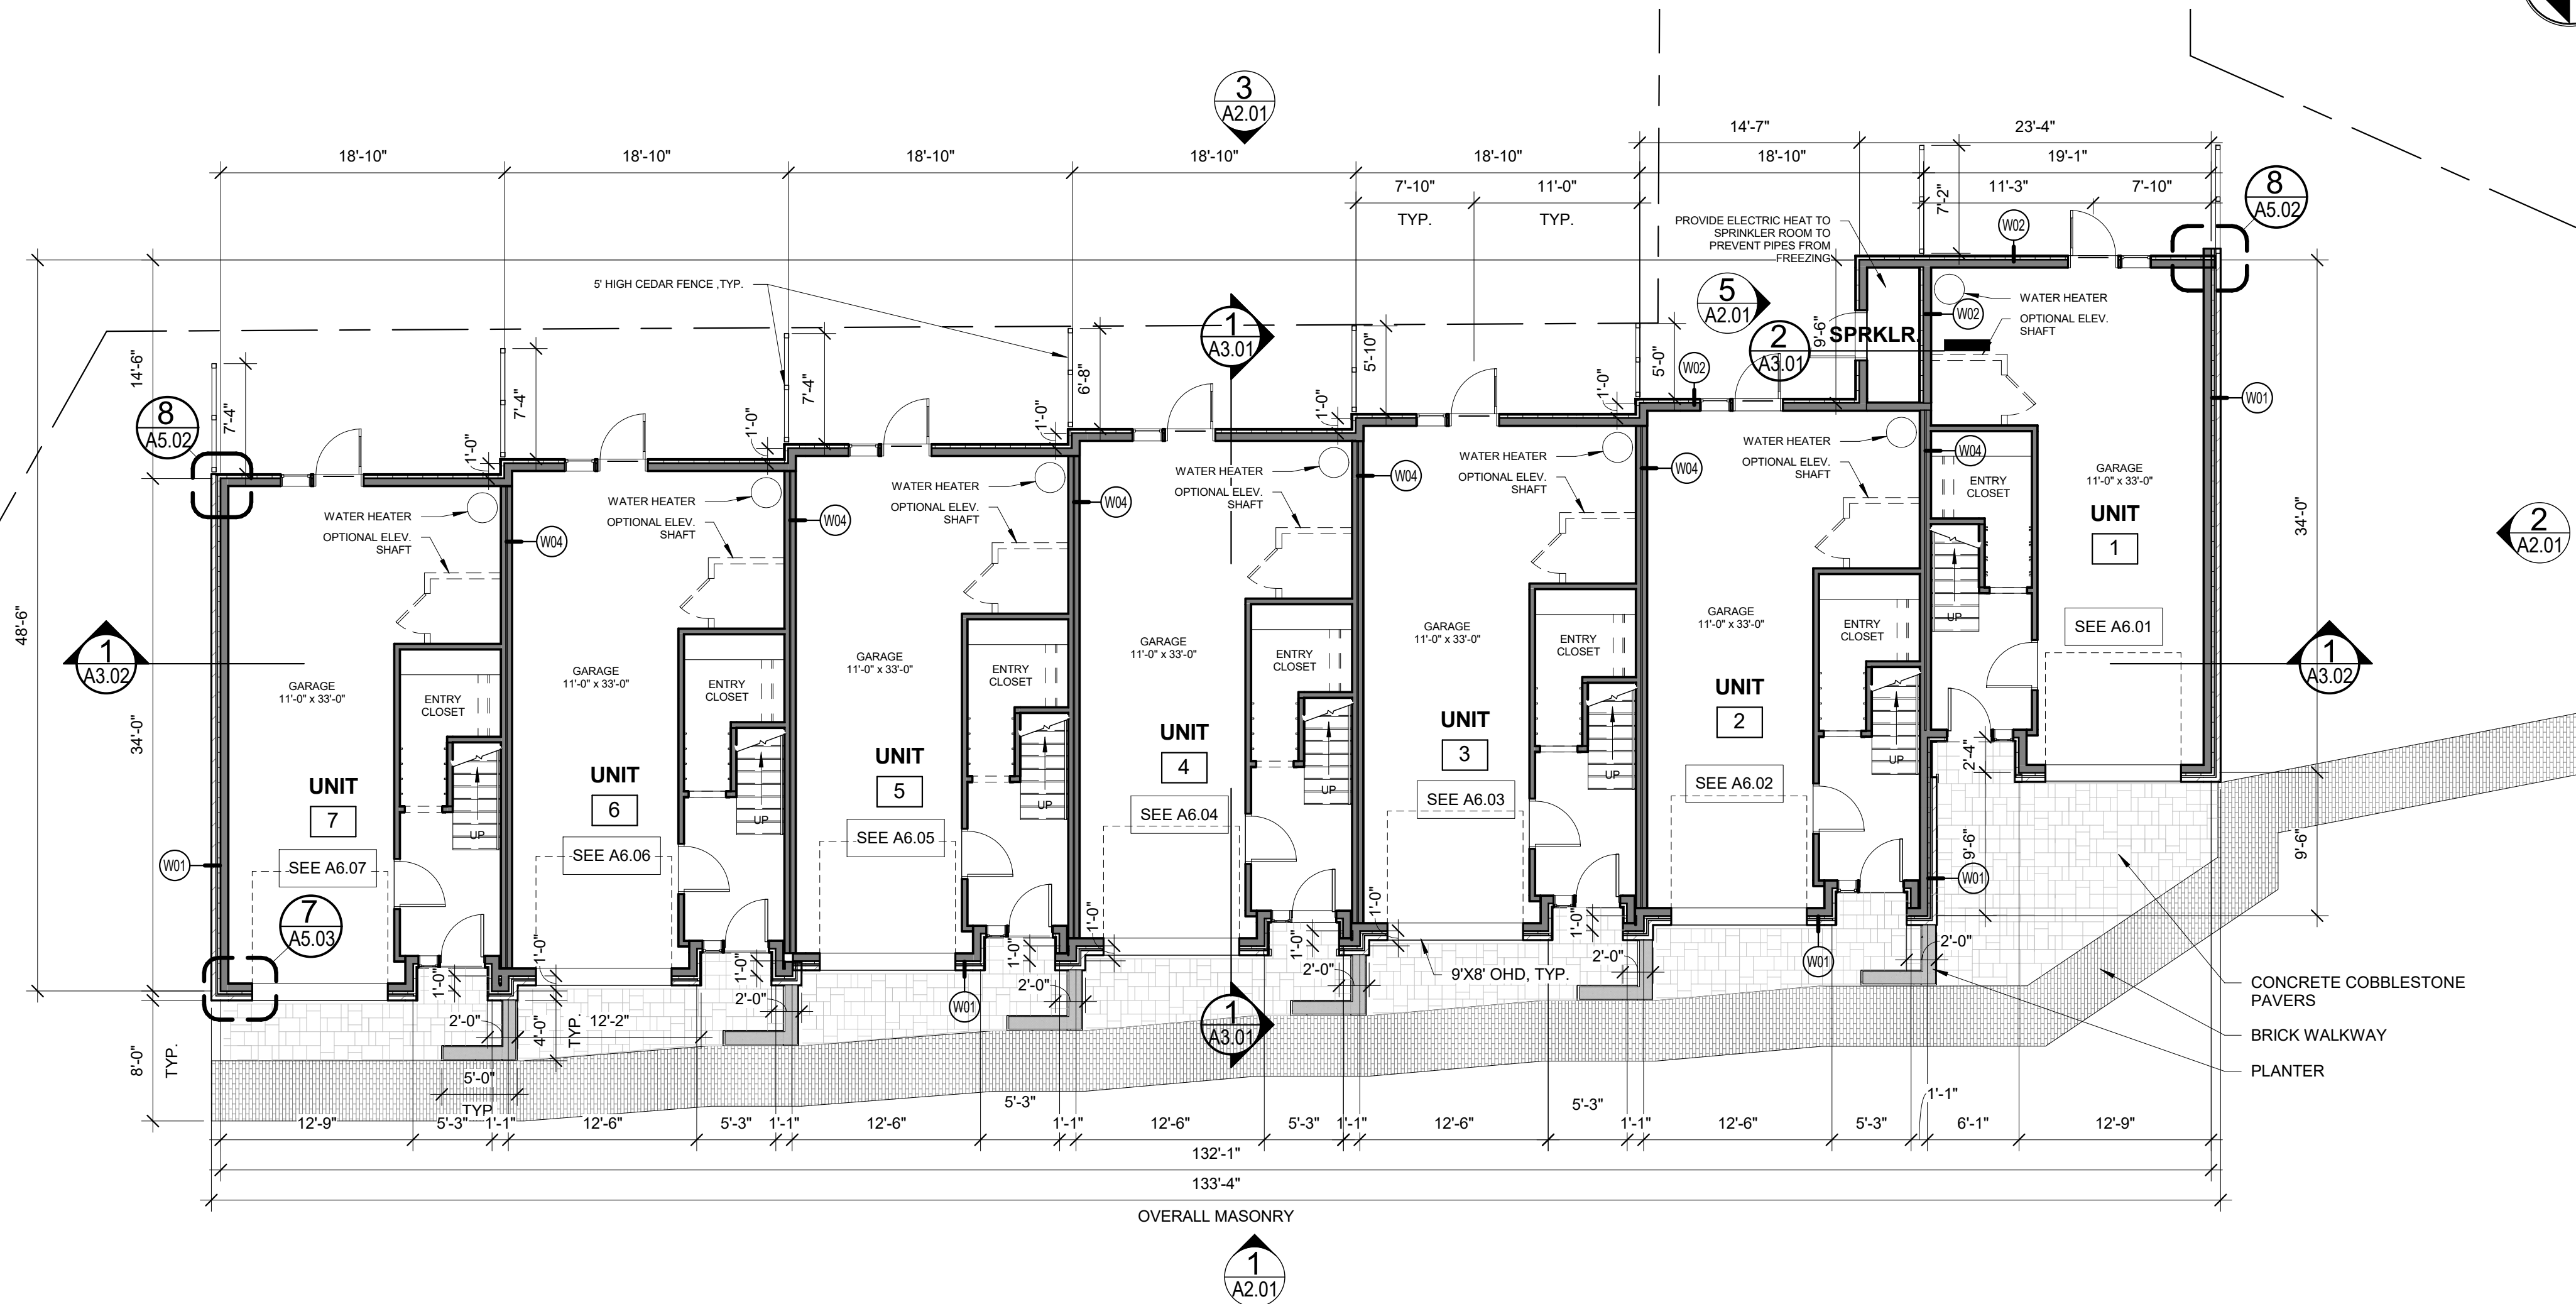 3
A2.01
14'-7"
23'-4"
18'-10"
18'-10"
18'-10"
18'-10"
18'-10"
18'-10"
19'-1"
7'-10"
11'-0"
11'-3"
7'-10"
TYP.
TYP.
7'-2"
8
A5.02
PROVIDE ELECTRIC HEAT TO
SPRINKLER ROOM TO
PREVENT PIPES FROM
FREEZING
W02
5' HIGH CEDAR FENCE ,TYP.
5
A2.01
1
A3.01
2
A3.01
9'-6"
SPRKLR.
W02
WATER HEATER
OPTIONAL ELEV.
SHAFT
14'-6"
7'-4"
7'-4"
7'-4"
6'-8"
5'-10"
5'-0"
W02
W01
8
A5.02
1'-0"
1'-0"
1'-0"
1'-0"
1'-0"
WATER HEATER
OPTIONAL ELEV.
SHAFT
WATER HEATER
OPTIONAL ELEV.
SHAFT
WATER HEATER
OPTIONAL ELEV.
SHAFT
WATER HEATER
OPTIONAL ELEV.
SHAFT
WATER HEATER
OPTIONAL ELEV.
SHAFT
WATER HEATER
OPTIONAL ELEV.
SHAFT
W04
W04
W04
W04
W04
W04
ENTRY
CLOSET
GARAGE
11'-0" x 33'-0"
UNIT
1
SEE A6.01
UP
34'-0"
2
A2.01
48'-6"
1
A3.02
34'-0"
GARAGE
11'-0" x 33'-0"
ENTRY
CLOSET
UNIT
7
SEE A6.07
UP
GARAGE
11'-0" x 33'-0"
ENTRY
CLOSET
UNIT
6
SEE A6.06
UP
GARAGE
11'-0" x 33'-0"
ENTRY
CLOSET
UNIT
5
SEE A6.05
UP
GARAGE
11'-0" x 33'-0"
ENTRY
CLOSET
UNIT
4
SEE A6.04
UP
GARAGE
11'-0" x 33'-0"
ENTRY
CLOSET
UNIT
3
SEE A6.03
UP
GARAGE
11'-0" x 33'-0"
ENTRY
CLOSET
UNIT
2
SEE A6.02
UP
1
A3.02
2'-4"
9'-6"
9'-6"
W01
W01
7
A5.03
1'-0"
1'-0"
1'-0"
1'-0"
1'-0"
1'-0"
1'-0"
1'-0"
2'-0"
2'-0"
2'-0"
2'-0"
2'-0"
2'-0"
W01
W01
9'X8' OHD, TYP.
12'-2"
4'-0"
TYP.
8'-0"
TYP.
5'-0"
TYP
1
A3.01
CONCRETE COBBLESTONE
PAVERS
BRICK WALKWAY
PLANTER
12'-9"
5'-3"
1'-1"
12'-6"
5'-3"
1'-1"
12'-6"
5'-3"
1'-1"
12'-6"
5'-3"
1'-1"
12'-6"
5'-3"
1'-1"
12'-6"
5'-3"
1'-1"
6'-1"
12'-9"
132'-1"
133'-4"
OVERALL MASONRY
1
A2.01